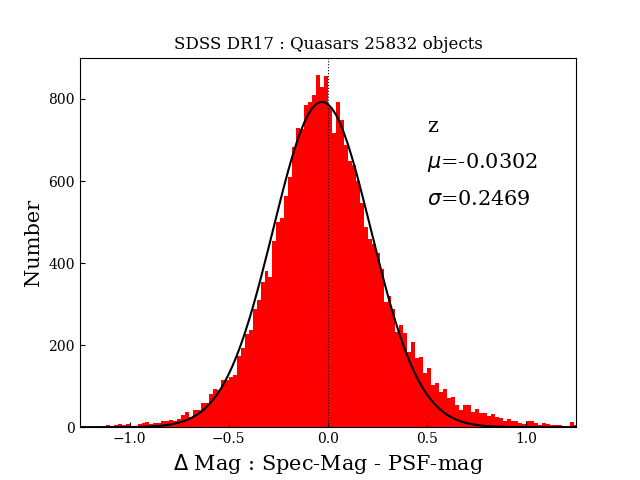 SDSS DR17 : Quasars 25832 objects
800
600
400
200
0
Number
z
μ=-0.0302
σ=0.2469
−1.0 −0.5 0.0 0.5 1.0
Δ Mag : Spec-Mag - PSF-mag